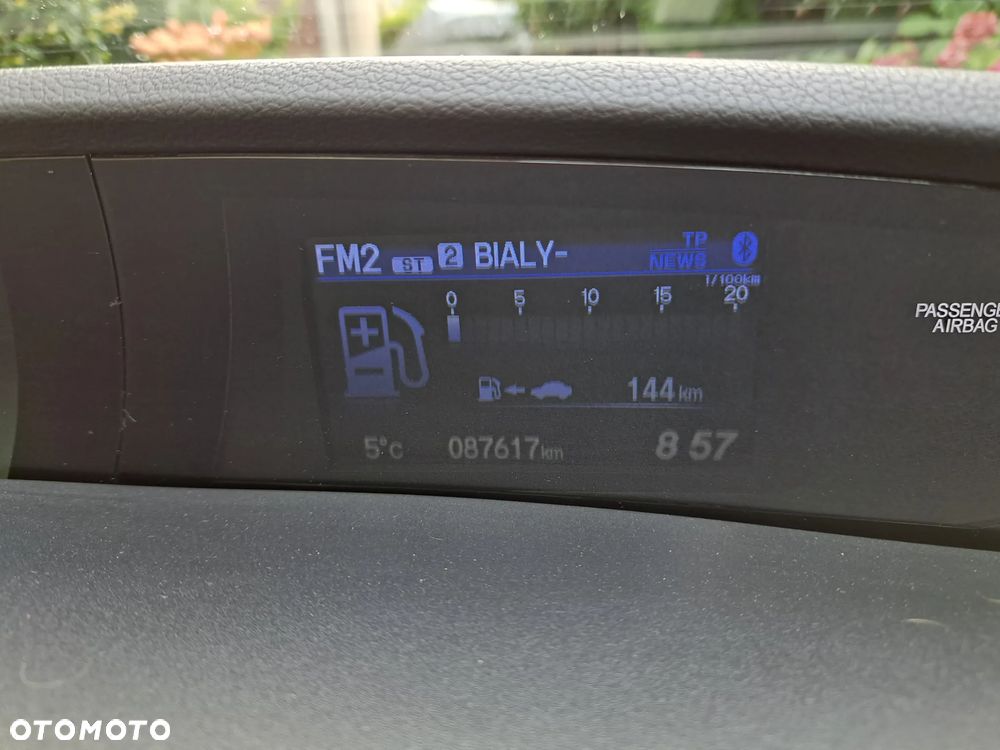 FM2 ST 2 BIALY- TP
NEWS
l/100km
0 5 10 15 20
144 km
5°C 087617 km 8 57
PASSENGE
AIRBAG
OTOMOTO